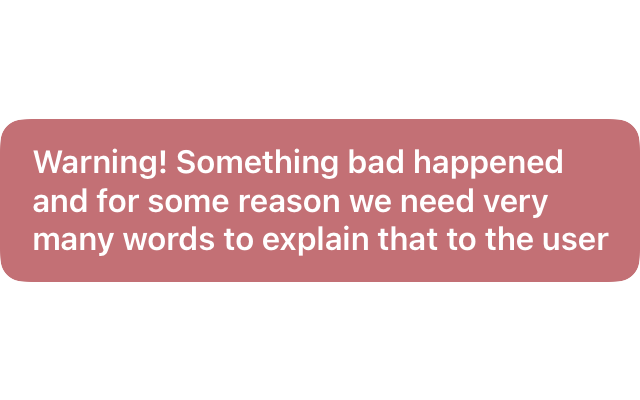 Warning! Something bad happened
and for some reason we need very
many words to explain that to the user